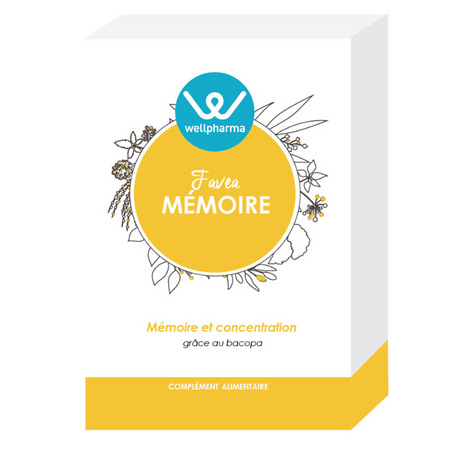 wellpharma
Favea
MÉMOIRE
Mémoire et concentration
grâce au bacopa
COMPLÉMENT ALIMENTAIRE